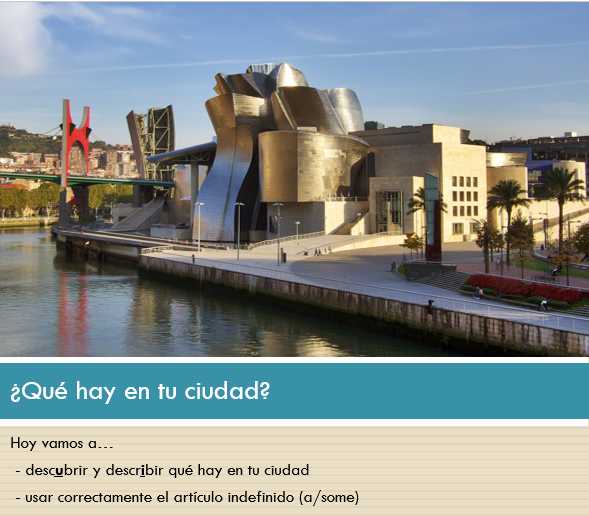 ¿Qué hay en tu ciudad?
Hoy vamos a…
- descubrir y describir qué hay en tu ciudad
- usar correctamente el artículo indefinido (a/some)